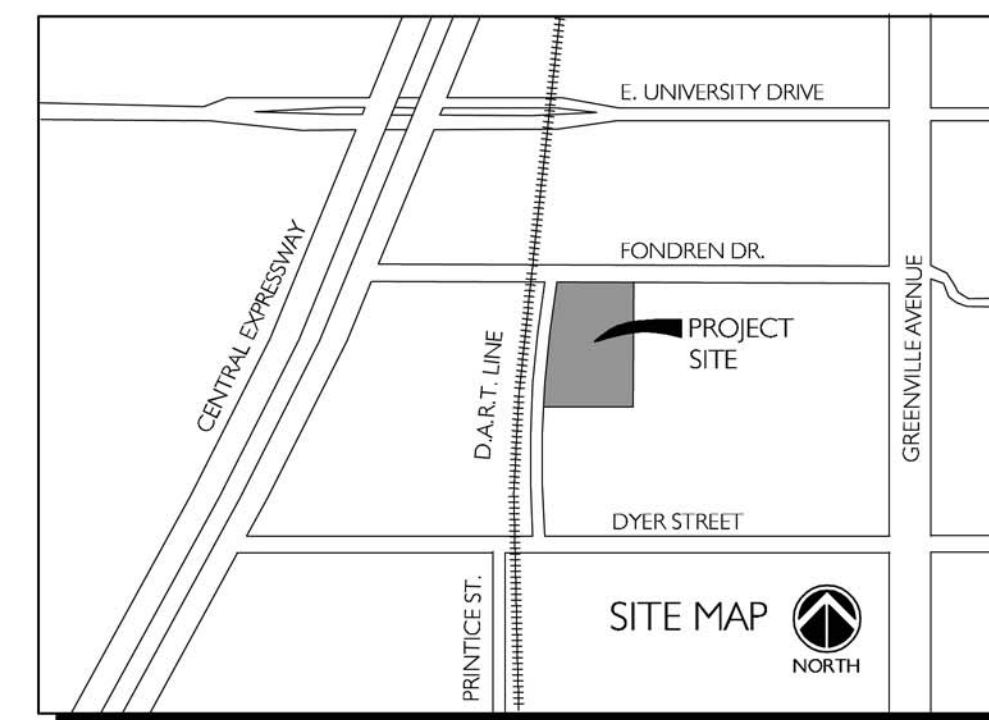 E. UNIVERSITY DRIVE
FONDREN DR.
CENTRAL EXPRESSWAY
D.A.R.T. LINE
PROJECT
SITE
GREENVILLE AVENUE
DYER STREET
PRINTICE ST.
SITE MAP
NORTH